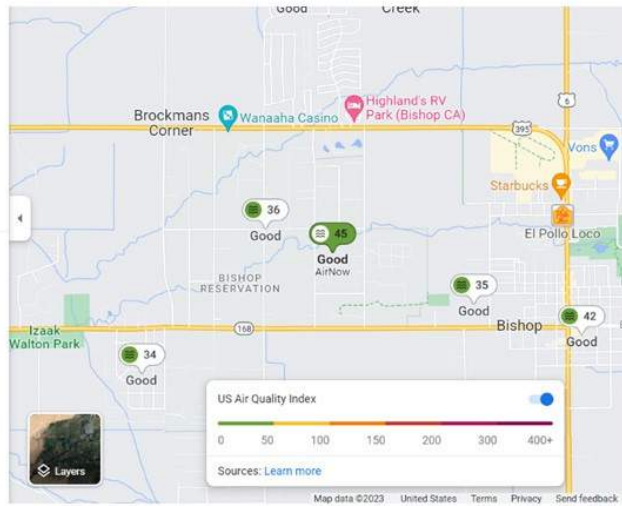 Good
Creek
6
Brockmans
Corner
Wanaaha Casino
Highland's RV
Park (Bishop CA)
395
Vons
Starbucks
36
Good
45
Good
AirNow
El Pollo Loco
BISHOP
RESERVATION
35
Good
42
Good
Izaak
Walton Park
168
Bishop
34
Good
US Air Quality Index
0 50 100 150 200 300 400+
Sources: Learn more
Layers
Map data ©2023 United States Terms Privacy Send feedback